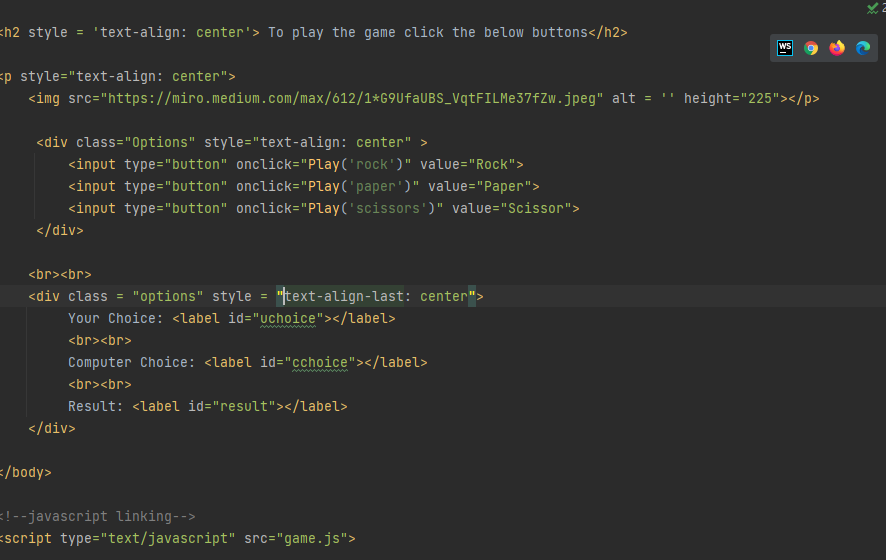 2
<h2 style = 'text-align: center'> To play the game click the below buttons</h2>
WS
<p style="text-align: center">
<img src="https://miro.medium.com/max/612/1*G9UfaUBS_VqtFILMe37fZw.jpeg" alt = '' height="225"></p>
<div class="Options" style="text-align: center" >
<input type="button" onclick="Play('rock')" value="Rock">
<input type="button" onclick="Play('paper')" value="Paper">
<input type="button" onclick="Play('scissors')" value="Scissor">
</div>
<br><br>
<div class = "options" style = "text-align-last: center">
Your Choice: <label id="uchoice"></label>
<br><br>
Computer Choice: <label id="cchoice"></label>
<br><br>
Result: <label id="result"></label>
</div>
</body>
<!--javascript linking-->
<script type="text/javascript" src="game.js">